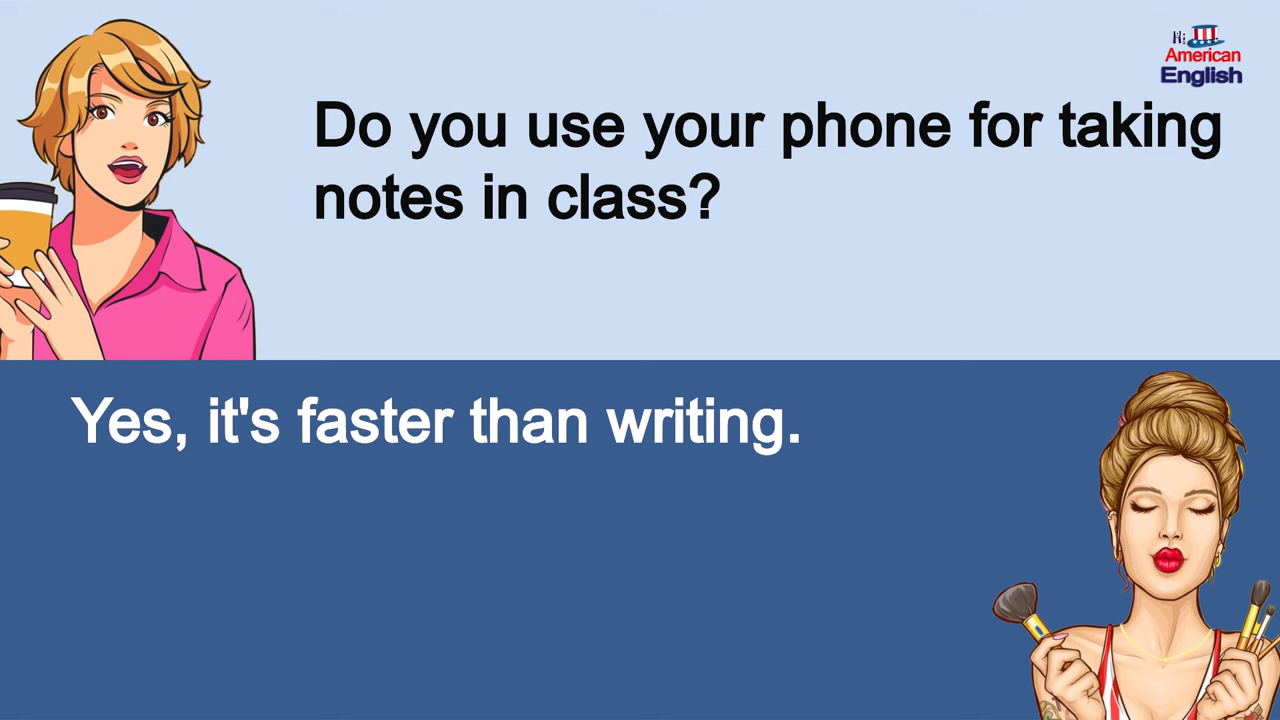 Hi
American
English
Do you use your phone for taking
notes in class?
Yes, it's faster than writing.